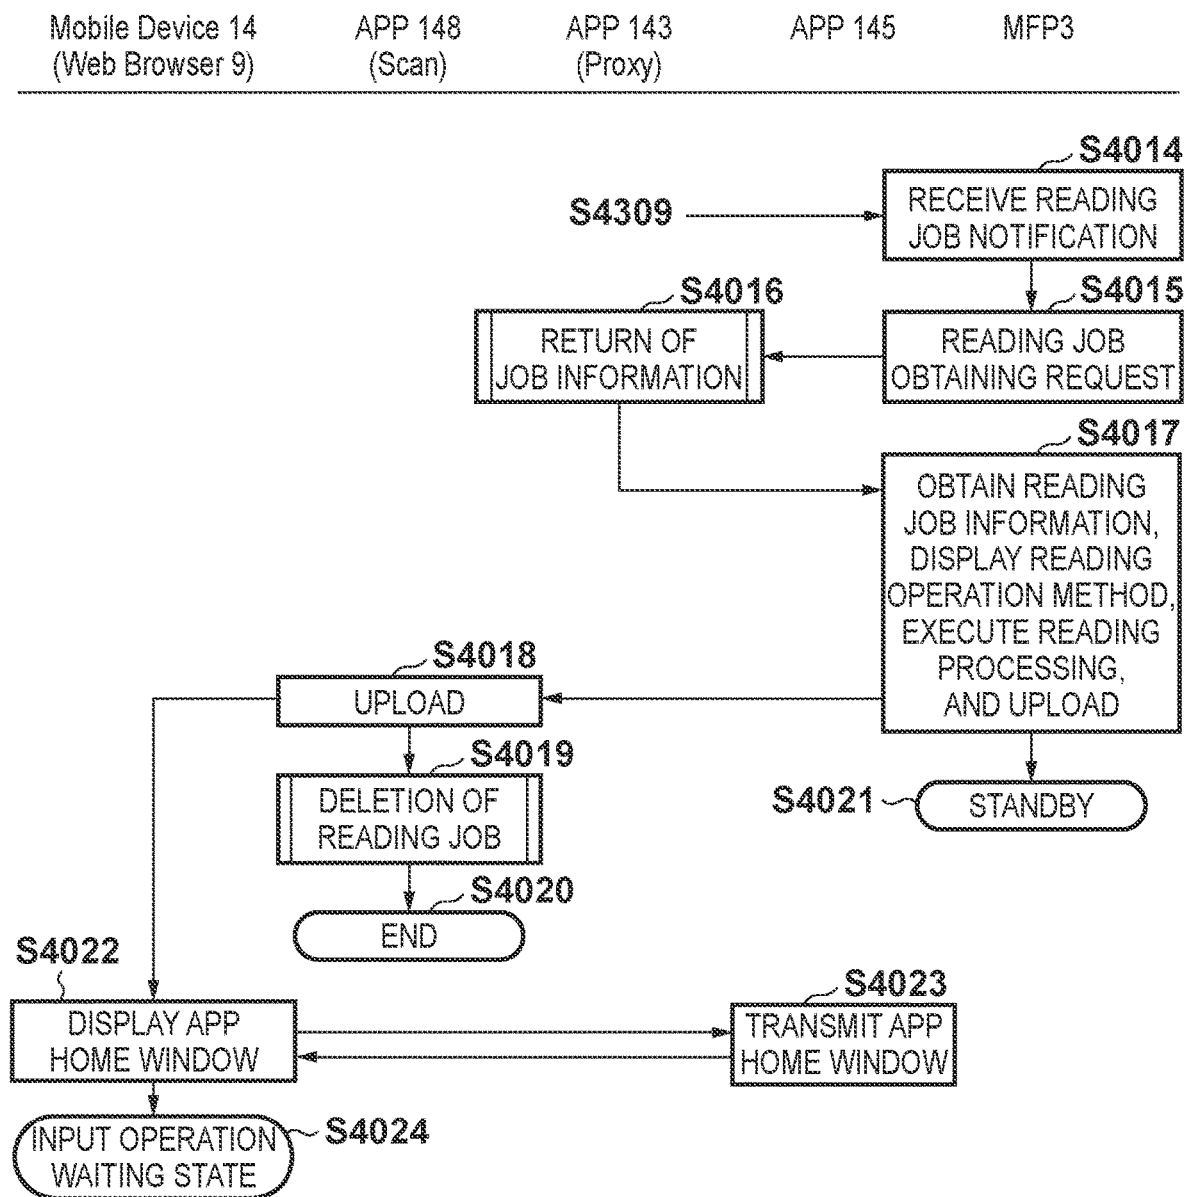 Mobile Device 14
(Web Browser 9)
APP 148
(Scan)
APP 143
(Proxy)
APP 145
MFP3
S4014
RECEIVE READING
JOB NOTIFICATION
S4309
S4015
READING JOB
OBTAINING REQUEST
S4016
RETURN OF
JOB INFORMATION
S4017
OBTAIN READING
JOB INFORMATION,
DISPLAY READING
OPERATION METHOD,
EXECUTE READING
PROCESSING,
AND UPLOAD
S4018
UPLOAD
S4019
DELETION OF
READING JOB
S4021
STANDBY
S4020
END
S4022
DISPLAY APP
HOME WINDOW
S4023
TRANSMIT APP
HOME WINDOW
S4024
INPUT OPERATION
WAITING STATE